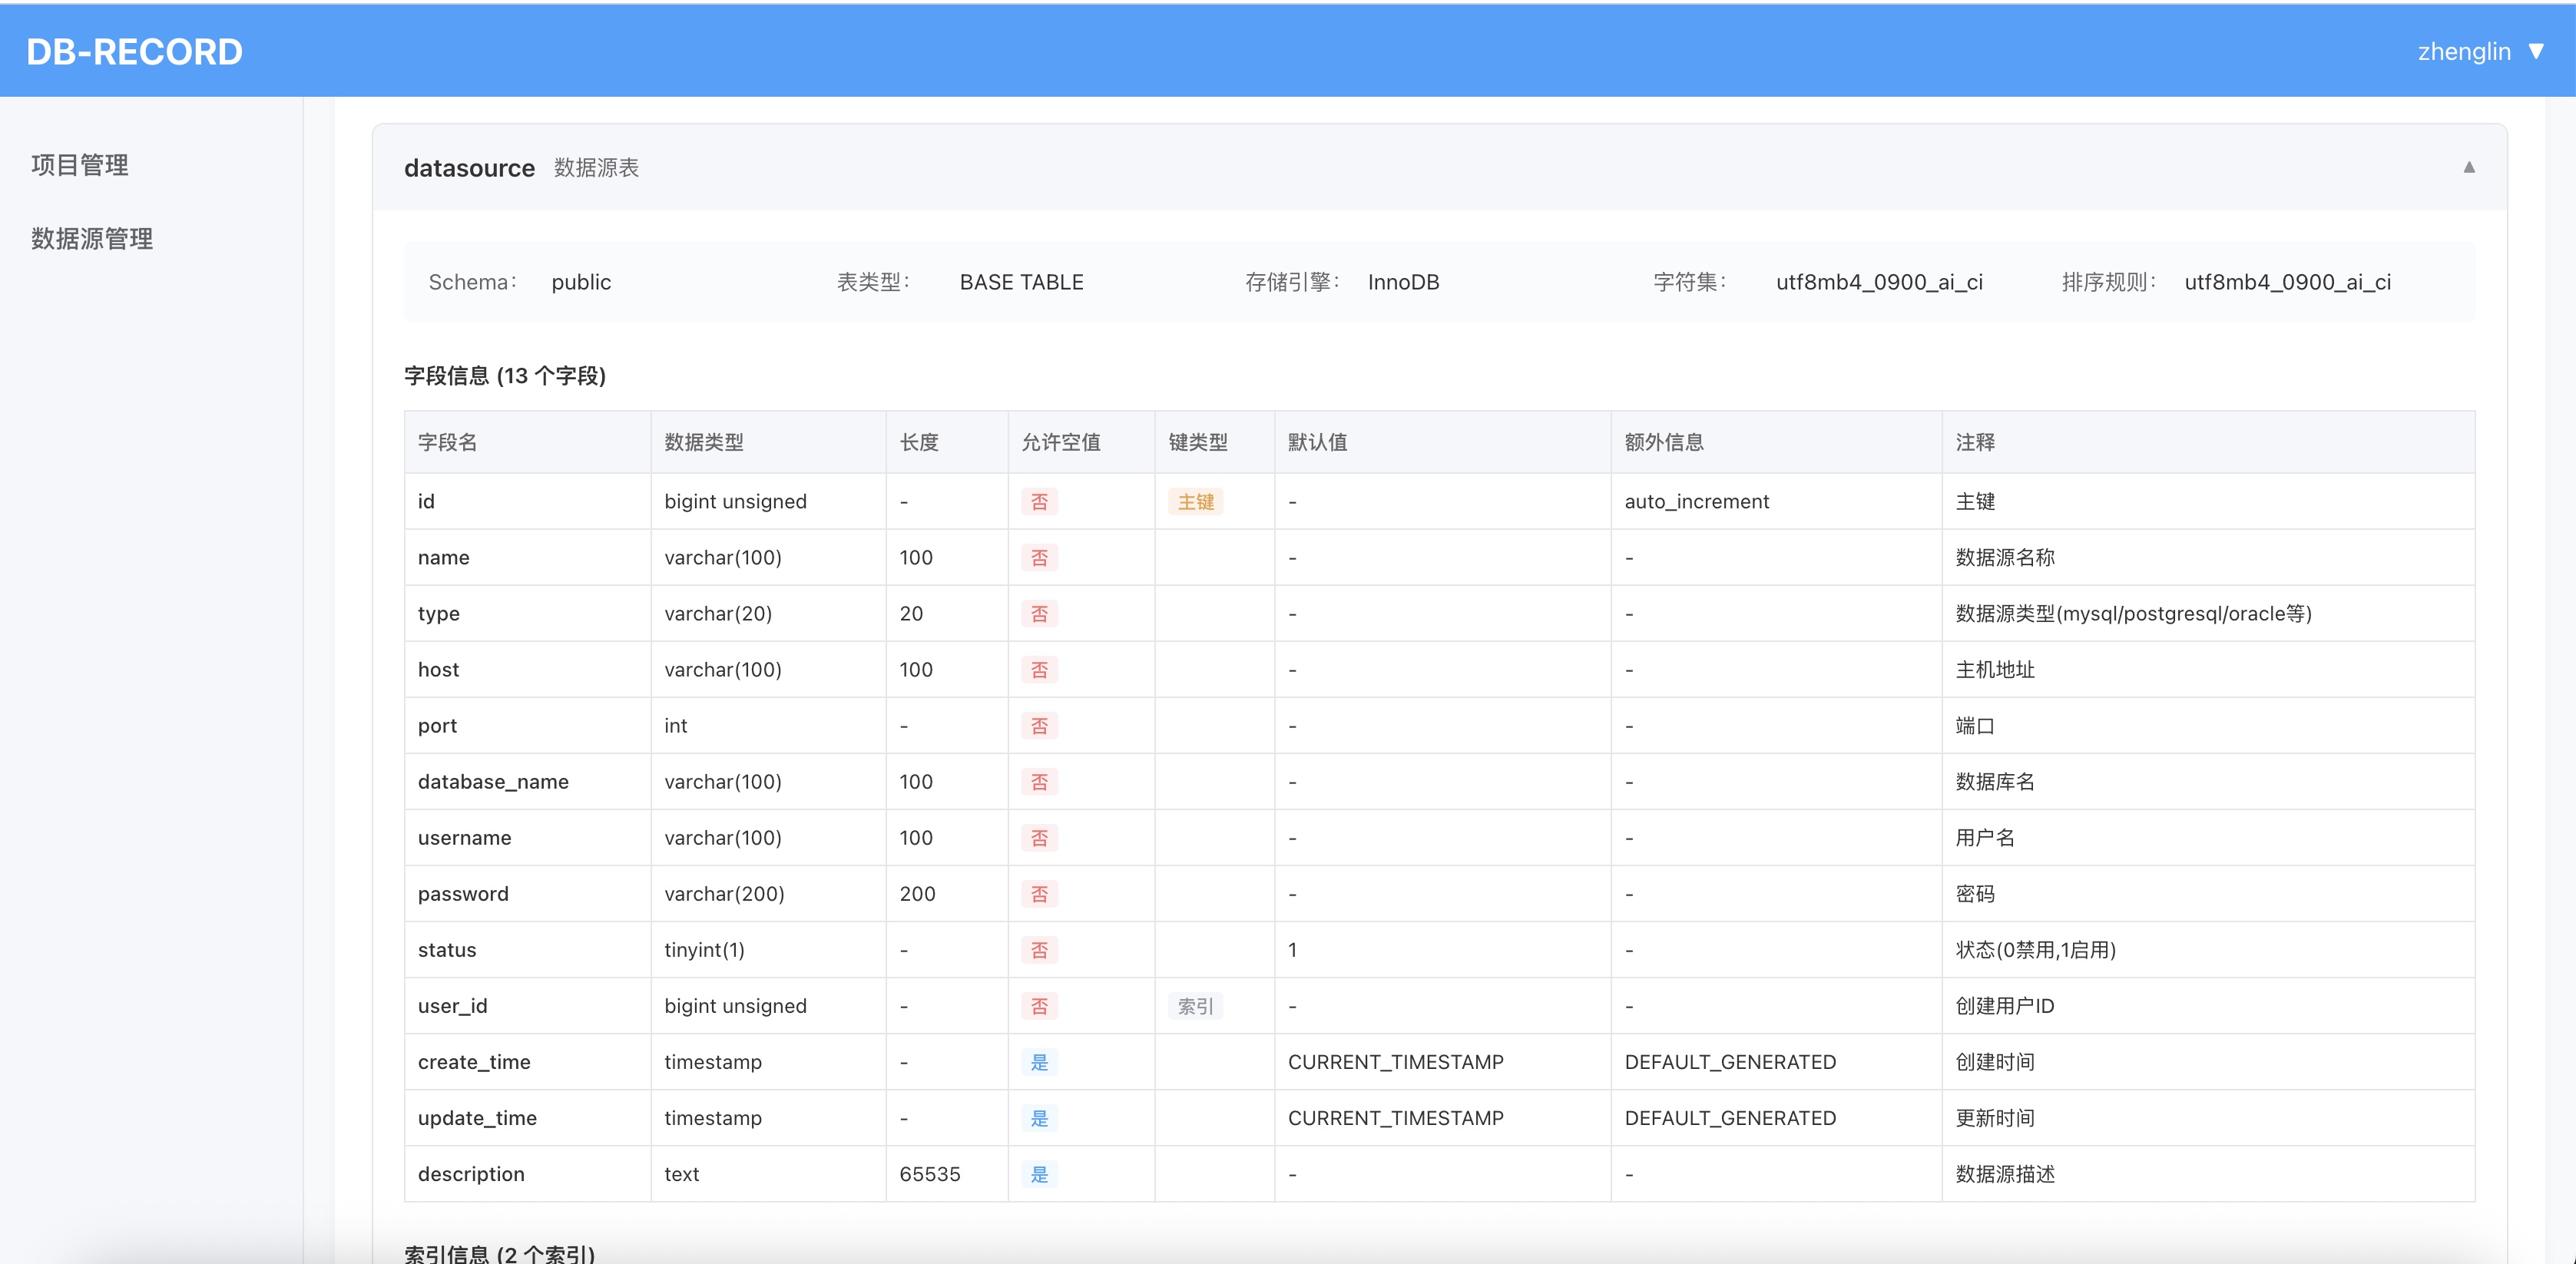 DB-RECORD
zhenglin ▼
项目管理
数据源管理
datasource 数据源表 ▲
Schema： public 表类型： BASE TABLE 存储引擎： InnoDB 字符集： utf8mb4_0900_ai_ci 排序规则： utf8mb4_0900_ai_ci
字段信息 (13 个字段)
字段名 数据类型 长度 允许空值 键类型 默认值 额外信息 注释
id bigint unsigned - 否 主键 - auto_increment 主键
name varchar(100) 100 否 - - 数据源名称
type varchar(20) 20 否 - - 数据源类型(mysql/postgresql/oracle等)
host varchar(100) 100 否 - - 主机地址
port int - 否 - - 端口
database_name varchar(100) 100 否 - - 数据库名
username varchar(100) 100 否 - - 用户名
password varchar(200) 200 否 - - 密码
status tinyint(1) - 否 1 - 状态(0禁用,1启用)
user_id bigint unsigned - 否 索引 - - 创建用户ID
create_time timestamp - 是 CURRENT_TIMESTAMP DEFAULT_GENERATED 创建时间
update_time timestamp - 是 CURRENT_TIMESTAMP DEFAULT_GENERATED 更新时间
description text 65535 是 - - 数据源描述
索引信息 (2 个索引)